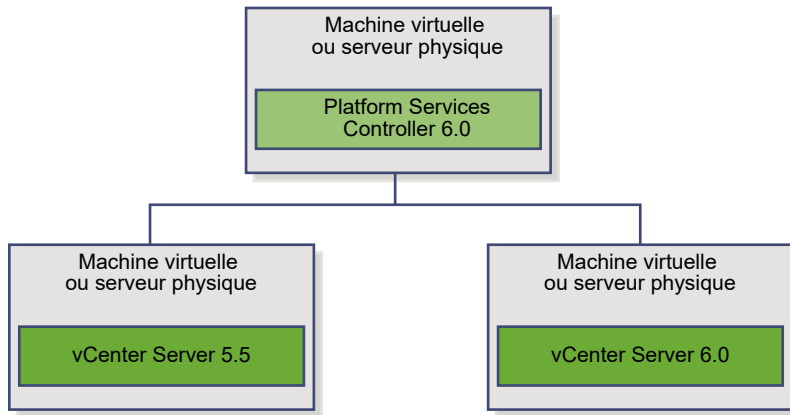 Machine virtuelle
ou serveur physique
Platform Services
Controller 6.0
Machine virtuelle
ou serveur physique
vCenter Server 5.5
Machine virtuelle
ou serveur physique
vCenter Server 6.0